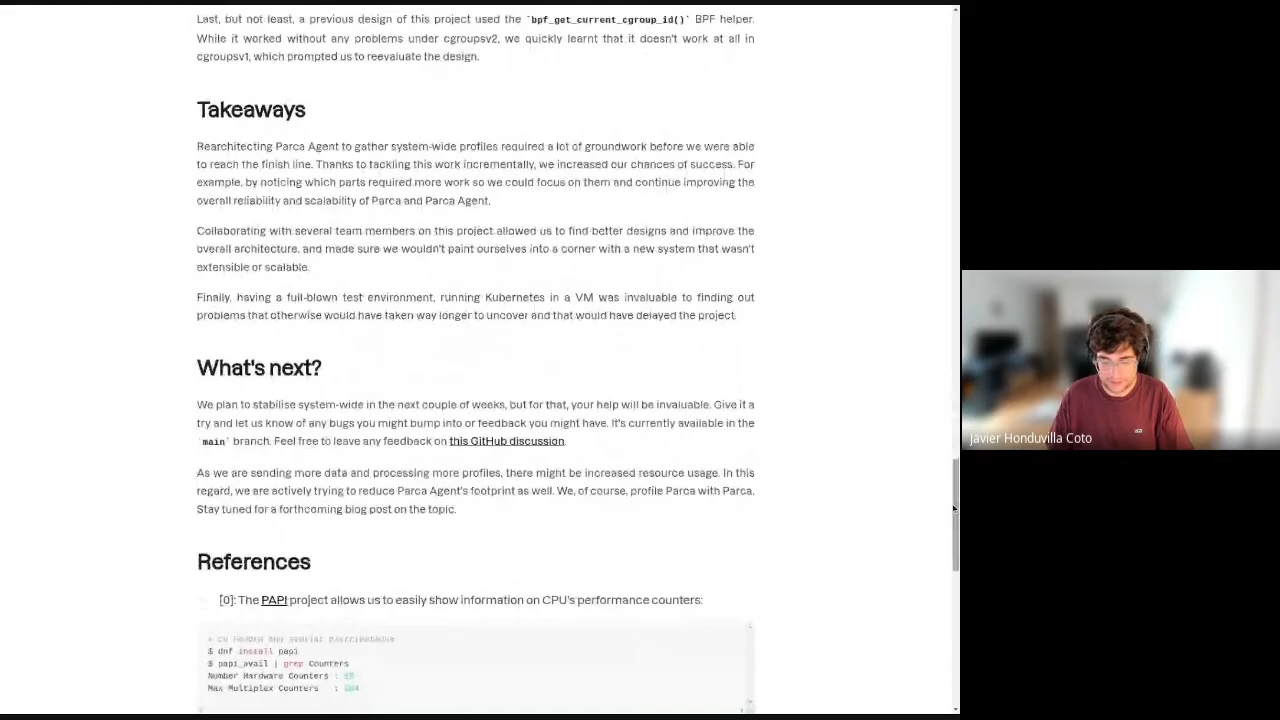 Last, but not least, a previous design of this project used the `bpf_get_current_cgroup_id()` BPF helper.
While it worked without any problems under cgroupsv2, we quickly learnt that it doesn't work at all in
cgroupsv1, which prompted us to reevaluate the design.
Takeaways
Rearchitecting Parca Agent to gather system-wide profiles required a lot of groundwork before we were able
to reach the finish line. Thanks to tackling this work incrementally, we increased our chances of success. For
example, by noticing which parts required more work so we could focus on them and continue improving the
overall reliability and scalability of Parca and Parca Agent.
Collaborating with several team members on this project allowed us to find better designs and improve the
overall architecture, and made sure we wouldn't paint ourselves into a corner with a new system that wasn't
extensible or scalable.
Finally, having a full-blown test environment, running Kubernetes in a VM was invaluable to finding out
problems that otherwise would have taken way longer to uncover and that would have delayed the project.
What's next?
We plan to stabilise system-wide in the next couple of weeks, but for that, your help will be invaluable. Give it a
try and let us know of any bugs you might bump into or feedback you might have. It's currently available in the
`main` branch. Feel free to leave any feedback on this GitHub discussion.
As we are sending more data and processing more profiles, there might be increased resource usage. In this
regard, we are actively trying to reduce Parca Agent's footprint as well. We, of course, profile Parca with Parca.
Stay tuned for a forthcoming blog post on the topic.
References
[0]: The PAPI project allows us to easily show information on CPU's performance counters:
$ dnf install papi
$ papi_avail | grep Counters
Number Hardware Counters :
Max Multiplex Counters :
Javier Honduvilla Coto